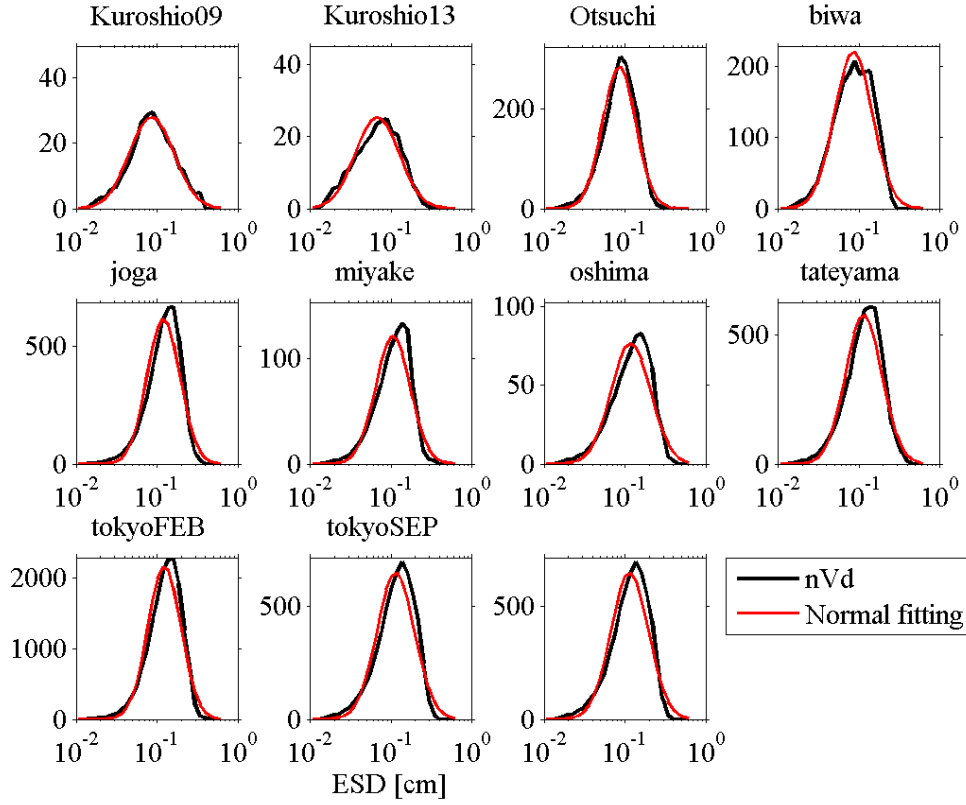 Kuroshio09 Kuroshio13 Otsuchi biwa
40 20 0 10^-2 10^-1 10^0
40 20 0 10^-2 10^-1 10^0
200 0 10^-2 10^-1 10^0
200 100 0 10^-2 10^-1 10^0
joga miyake oshima tateyama
500 0 10^-2 10^-1 10^0
100 0 10^-2 10^-1 10^0
100 50 0 10^-2 10^-1 10^0
500 0 10^-2 10^-1 10^0
tokyoFEB tokyoSEP
2000 1000 0 10^-2 10^-1 10^0
500 0 10^-2 10^-1 10^0
500 0 10^-2 10^-1 10^0
nVd
Normal fitting
ESD [cm]